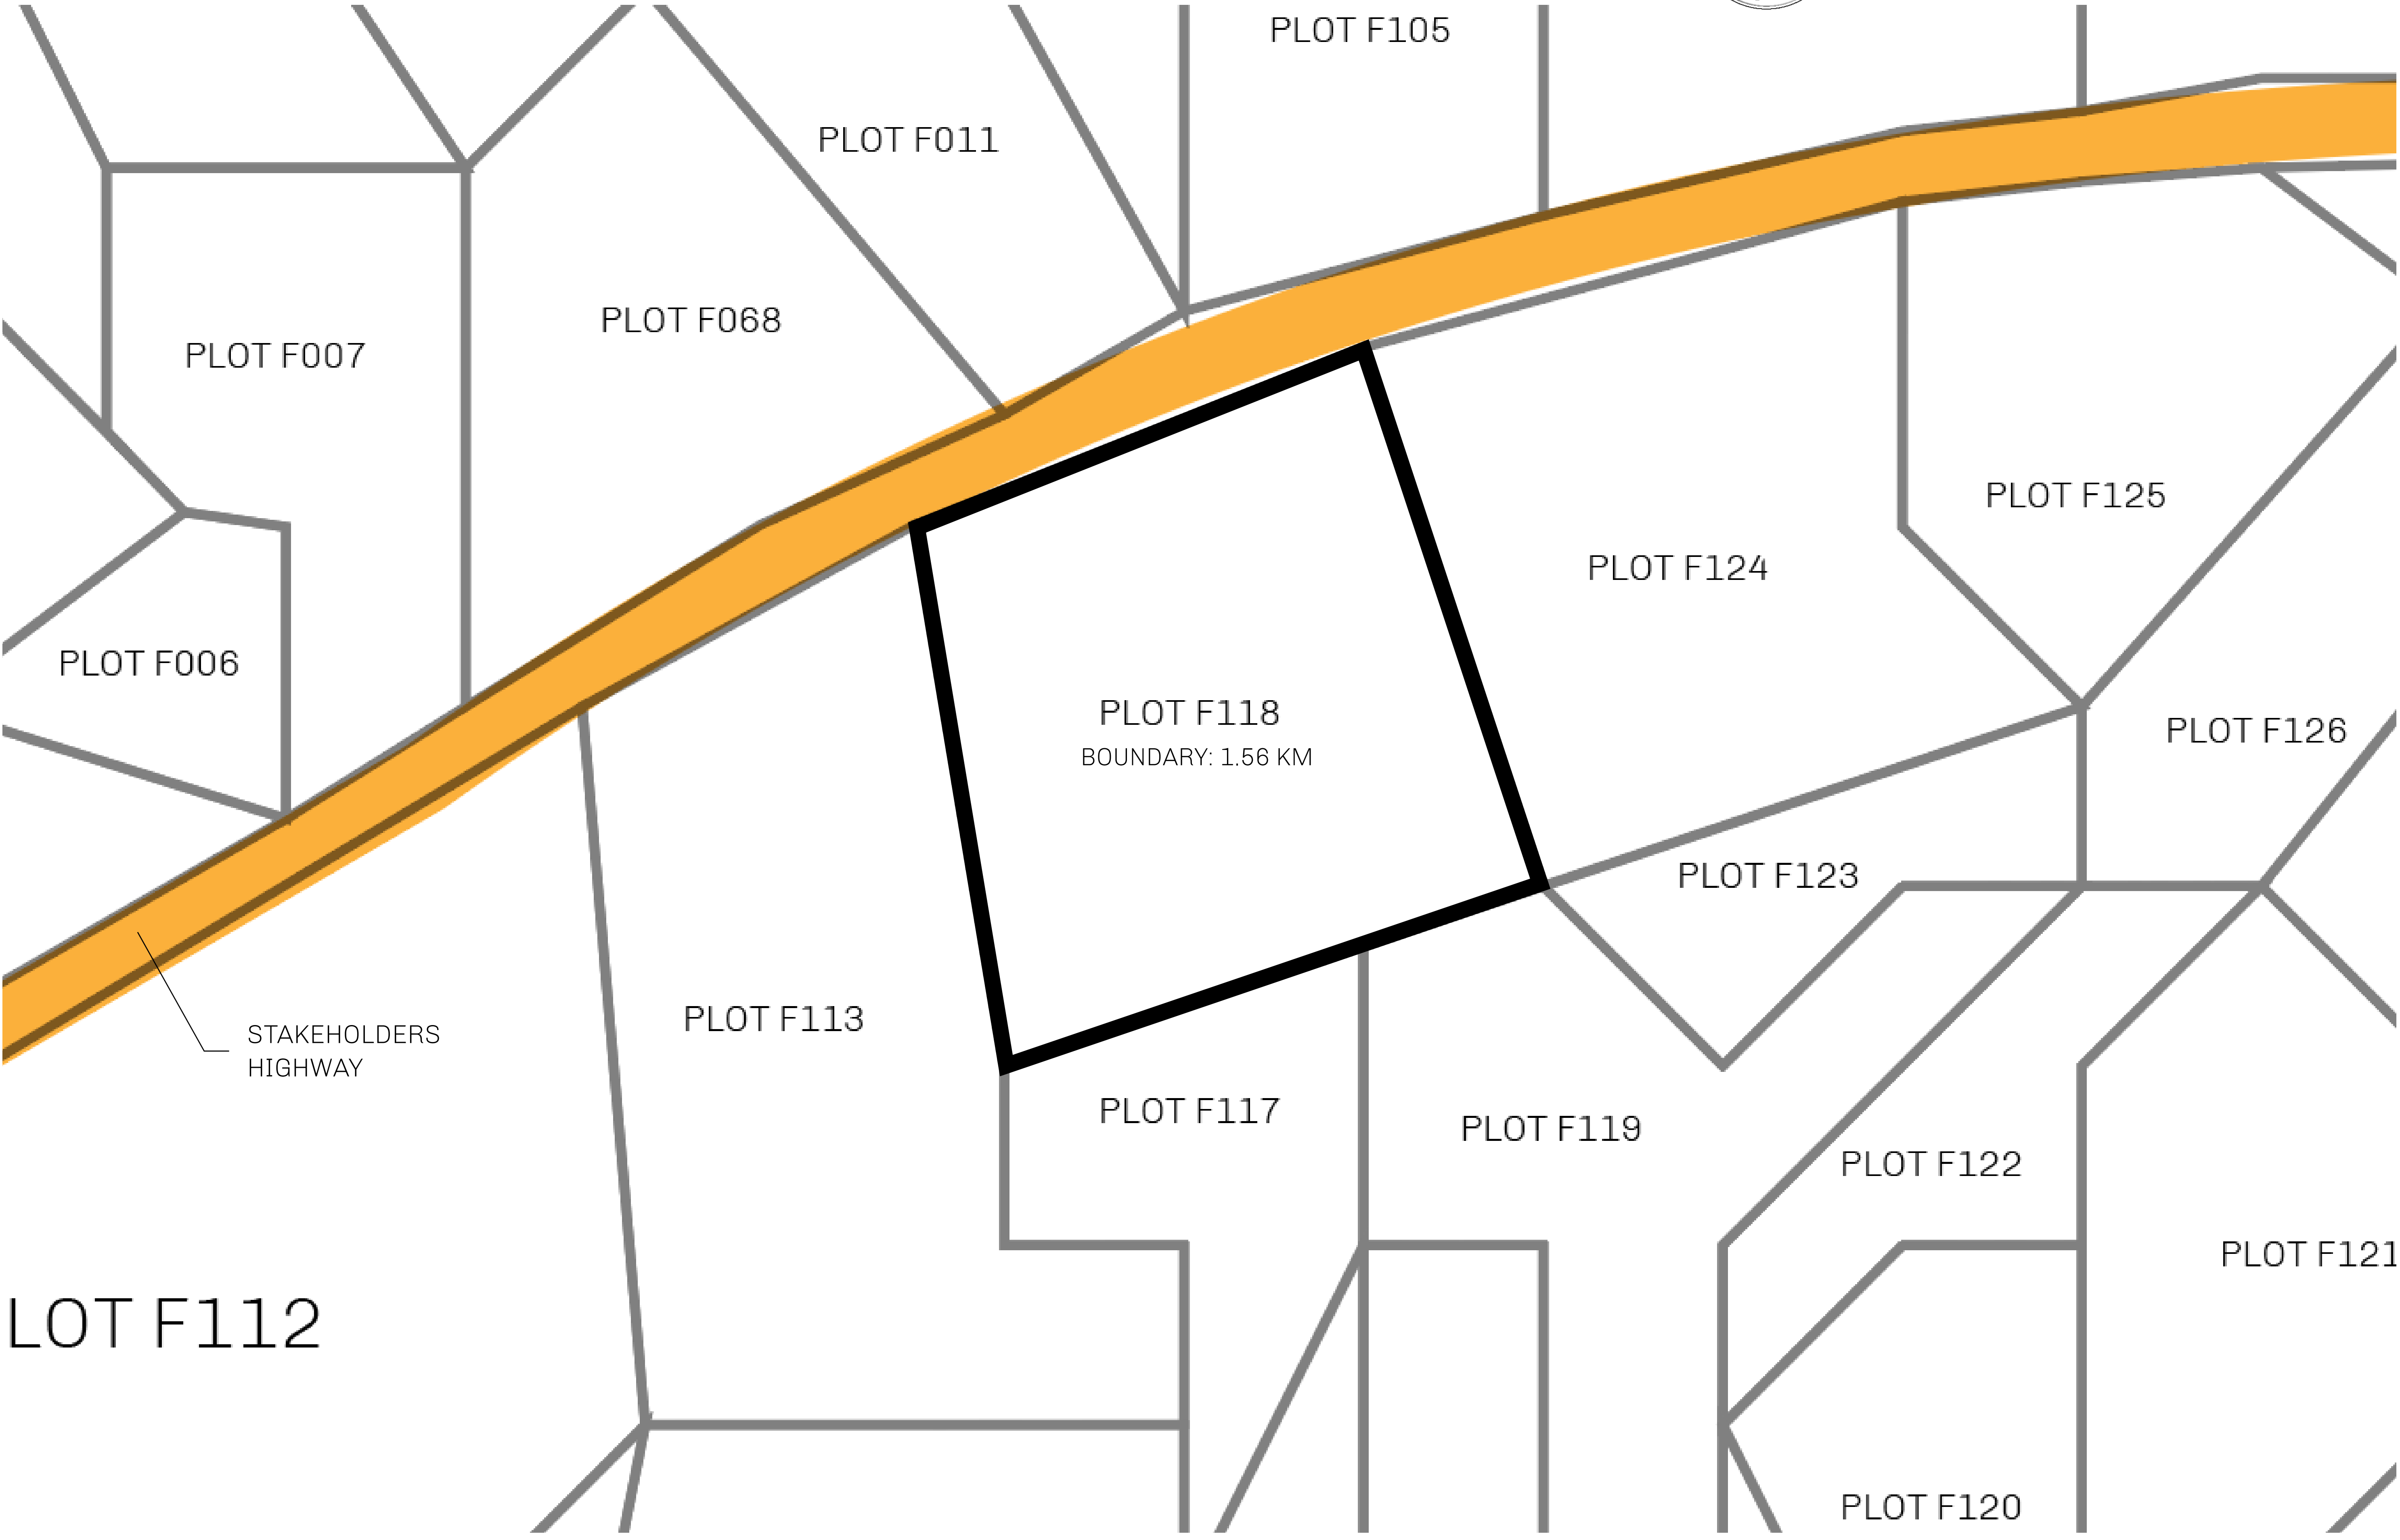 PLOT F105
PLOT F011
PLOT F068
PLOT F007
PLOT F125
PLOT F124
PLOT F006
PLOT F118
BOUNDARY: 1.56 KM
PLOT F126
PLOT F123
PLOT F113
STAKEHOLDERS
HIGHWAY
PLOT F117
PLOT F119
PLOT F122
PLOT F121
LOT F112
PLOT F120